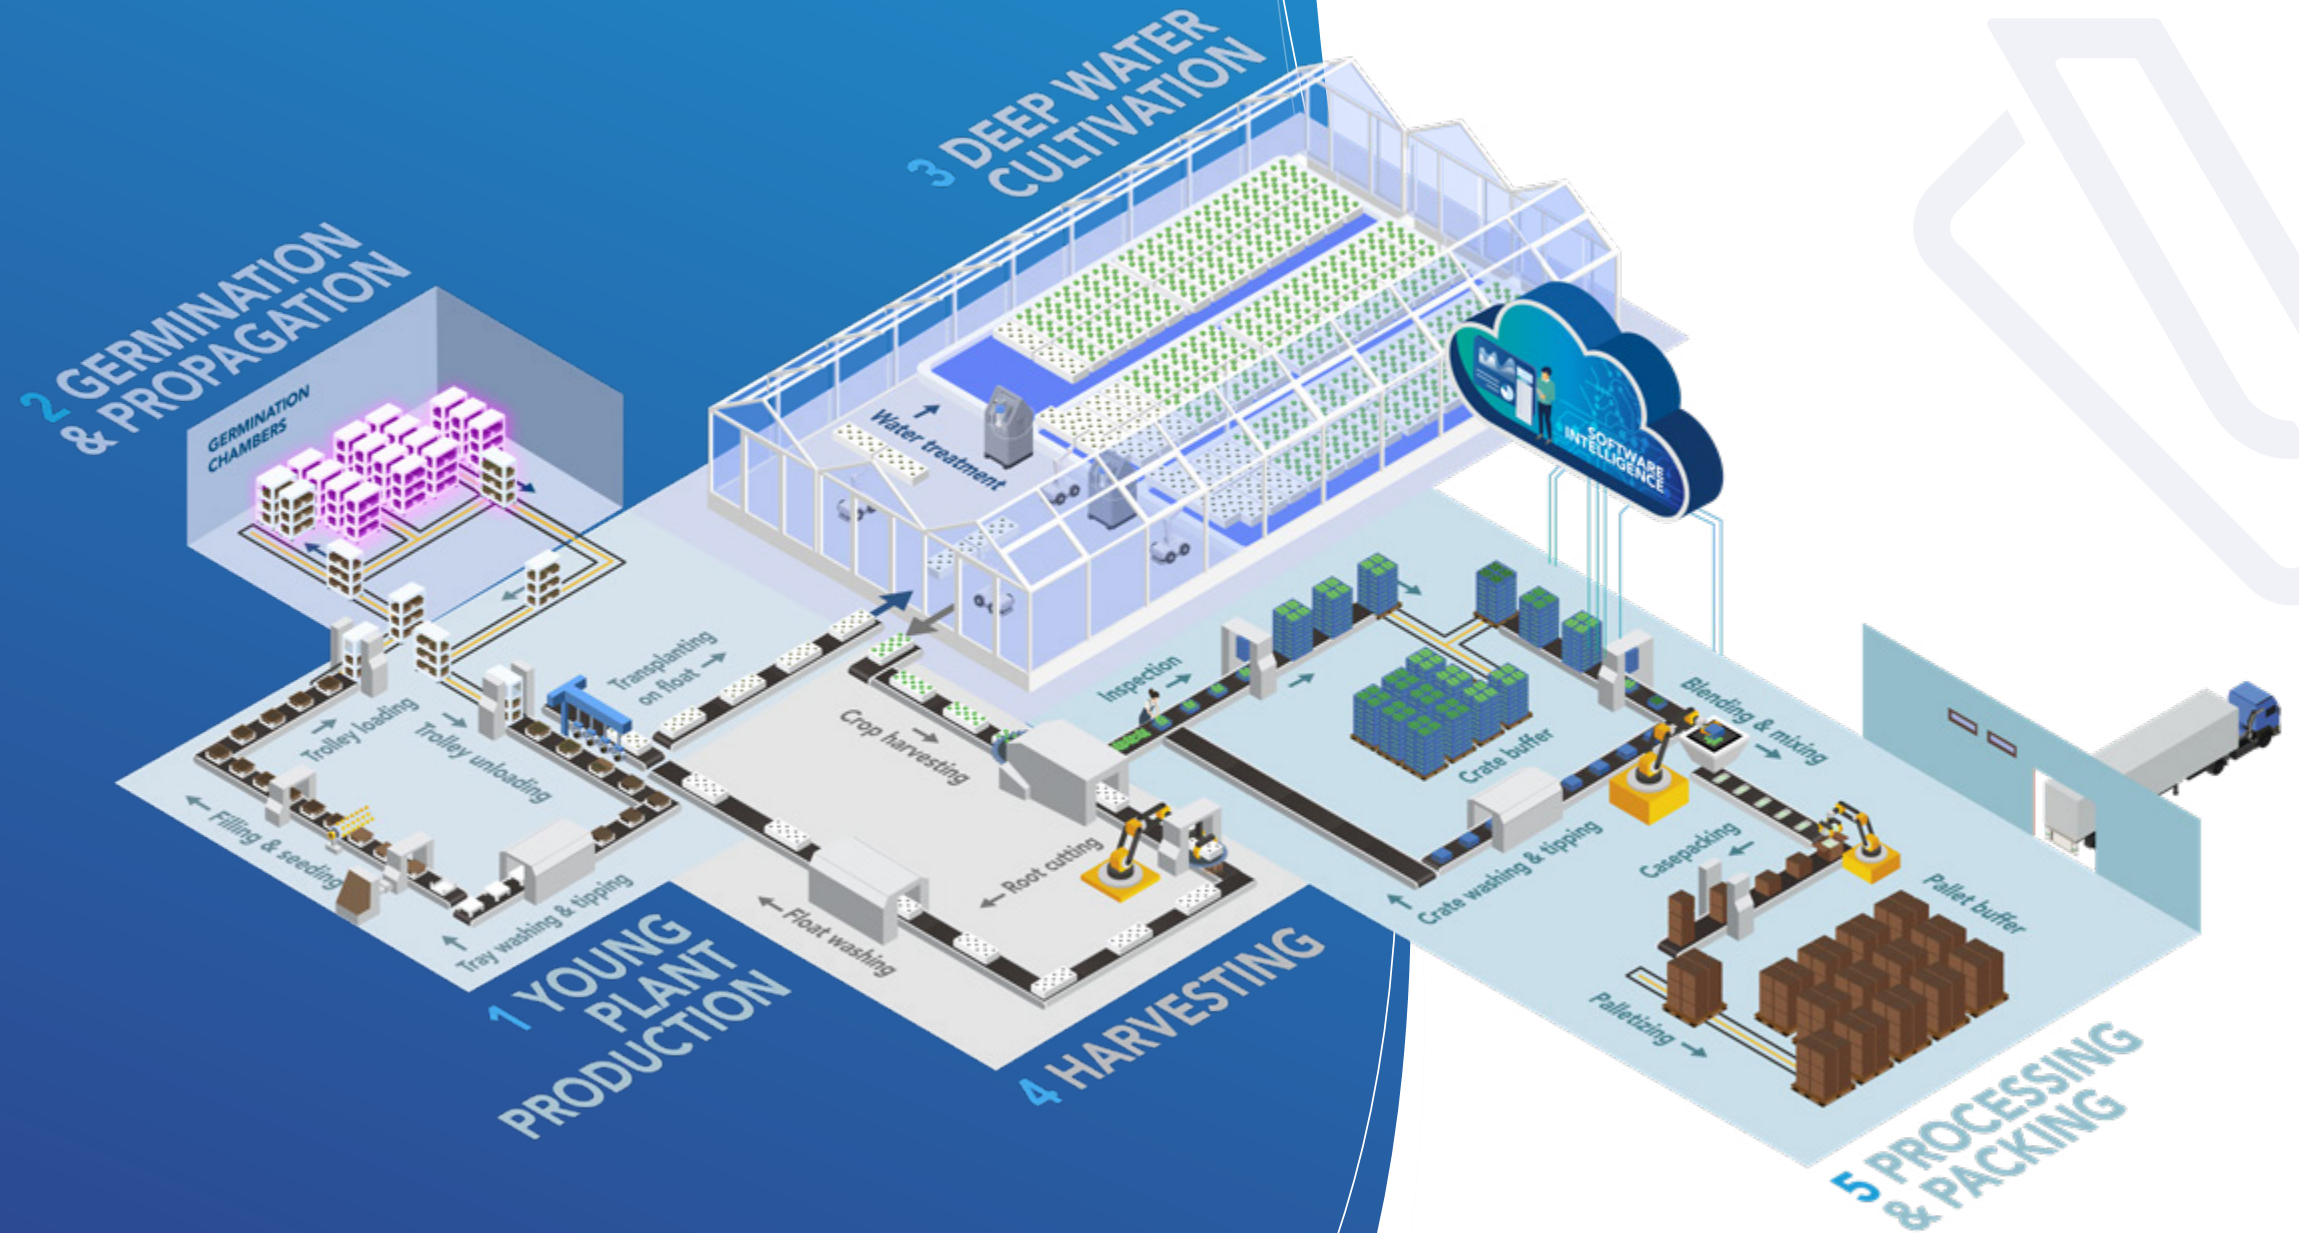 3 DEEP WATER
CULTIVATION
2 GERMINATION
& PROPAGATION
GERMINATION
CHAMBERS
Water treatment
SOFTWARE
INTELLIGENCE
Transplanting
on float
Trolley loading
Trolley unloading
Filling & seeding
Tray washing & tipping
1 YOUNG
PLANT
PRODUCTION
Crop harvesting
Root cutting
Float washing
4 HARVESTING
Inspection
Crate buffer
Blending & mixing
Crate washing & tipping
Casepacking
Pallet buffer
Palletizing
5 PROCESSING
& PACKING